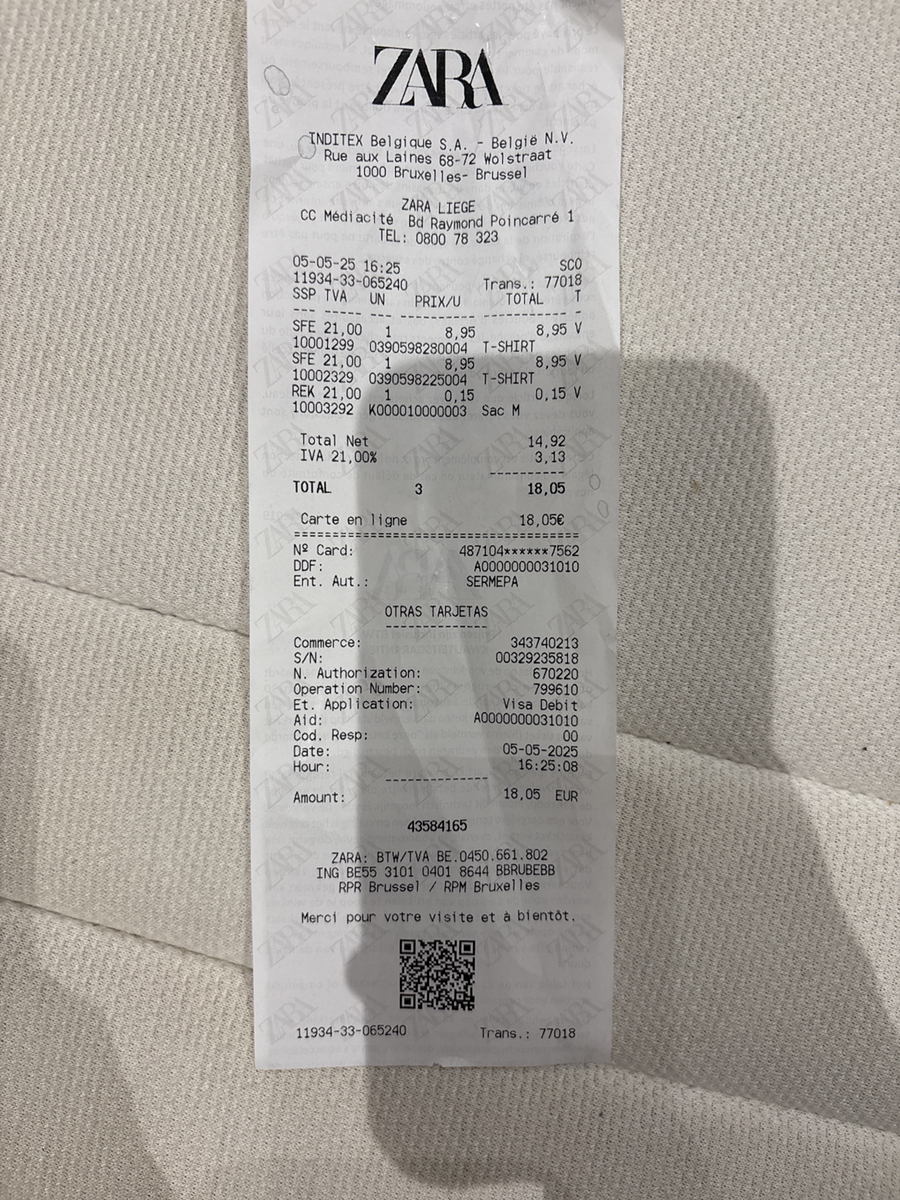 ZARA
INDITEX Belgique S.A. - België N.V.
Rue aux Laines 68-72 Wolstraat
1000 Bruxelles- Brussel
ZARA LIEGE
CC Médiacité Bd Raymond Poincarré 1
TEL: 0800 78 323
05-05-25 16:25 SCO
11934-33-065240 Trans.: 77018
SSP TVA UN PRIX/U TOTAL T
--- ----- --- ---------- ----------- -
SFE 21,00 1 8,95 8,95 V
10001299 0390598280004 T-SHIRT
SFE 21,00 1 8,95 8,95 V
10002329 0390598225004 T-SHIRT
REK 21,00 1 0,15 0,15 V
10003292 K000010000003 Sac M
Total Net 14,92
IVA 21,00% 3,13
----------
TOTAL 3 18,05
Carte en ligne 18,05€
========================================
Nº Card: 487104******7562
DDF: A0000000031010
Ent. Aut.: SERMEPA
OTRAS TARJETAS
--------------
Commerce: 343740213
S/N: 00329235818
N. Authorization: 670220
Operation Number: 799610
Et. Application: Visa Debit
Aid: A0000000031010
Cod. Resp: 00
Date: 05-05-2025
Hour: 16:25:08
--------------
Amount: 18,05 EUR
43584165
ZARA: BTW/TVA BE.0450.661.802
ING BE55 3101 0401 8644 BBRUBEBB
RPR Brussel / RPM Bruxelles
Merci pour votre visite et à bientôt.
11934-33-065240 Trans.: 77018